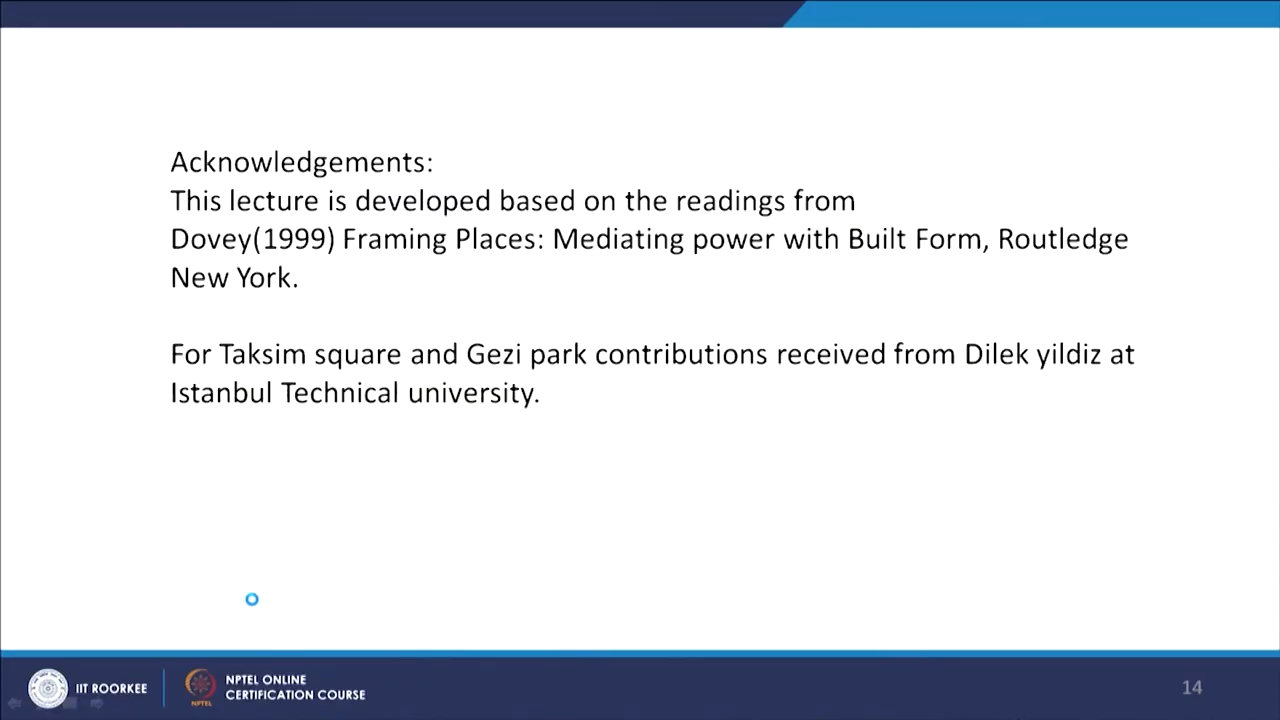 Acknowledgements:
This lecture is developed based on the readings from
Dovey(1999) Framing Places: Mediating power with Built Form, Routledge
New York.
For Taksim square and Gezi park contributions received from Dilek yildiz at
Istanbul Technical university.
IIT ROORKEE
NPTEL
NPTEL ONLINE
CERTIFICATION COURSE
14